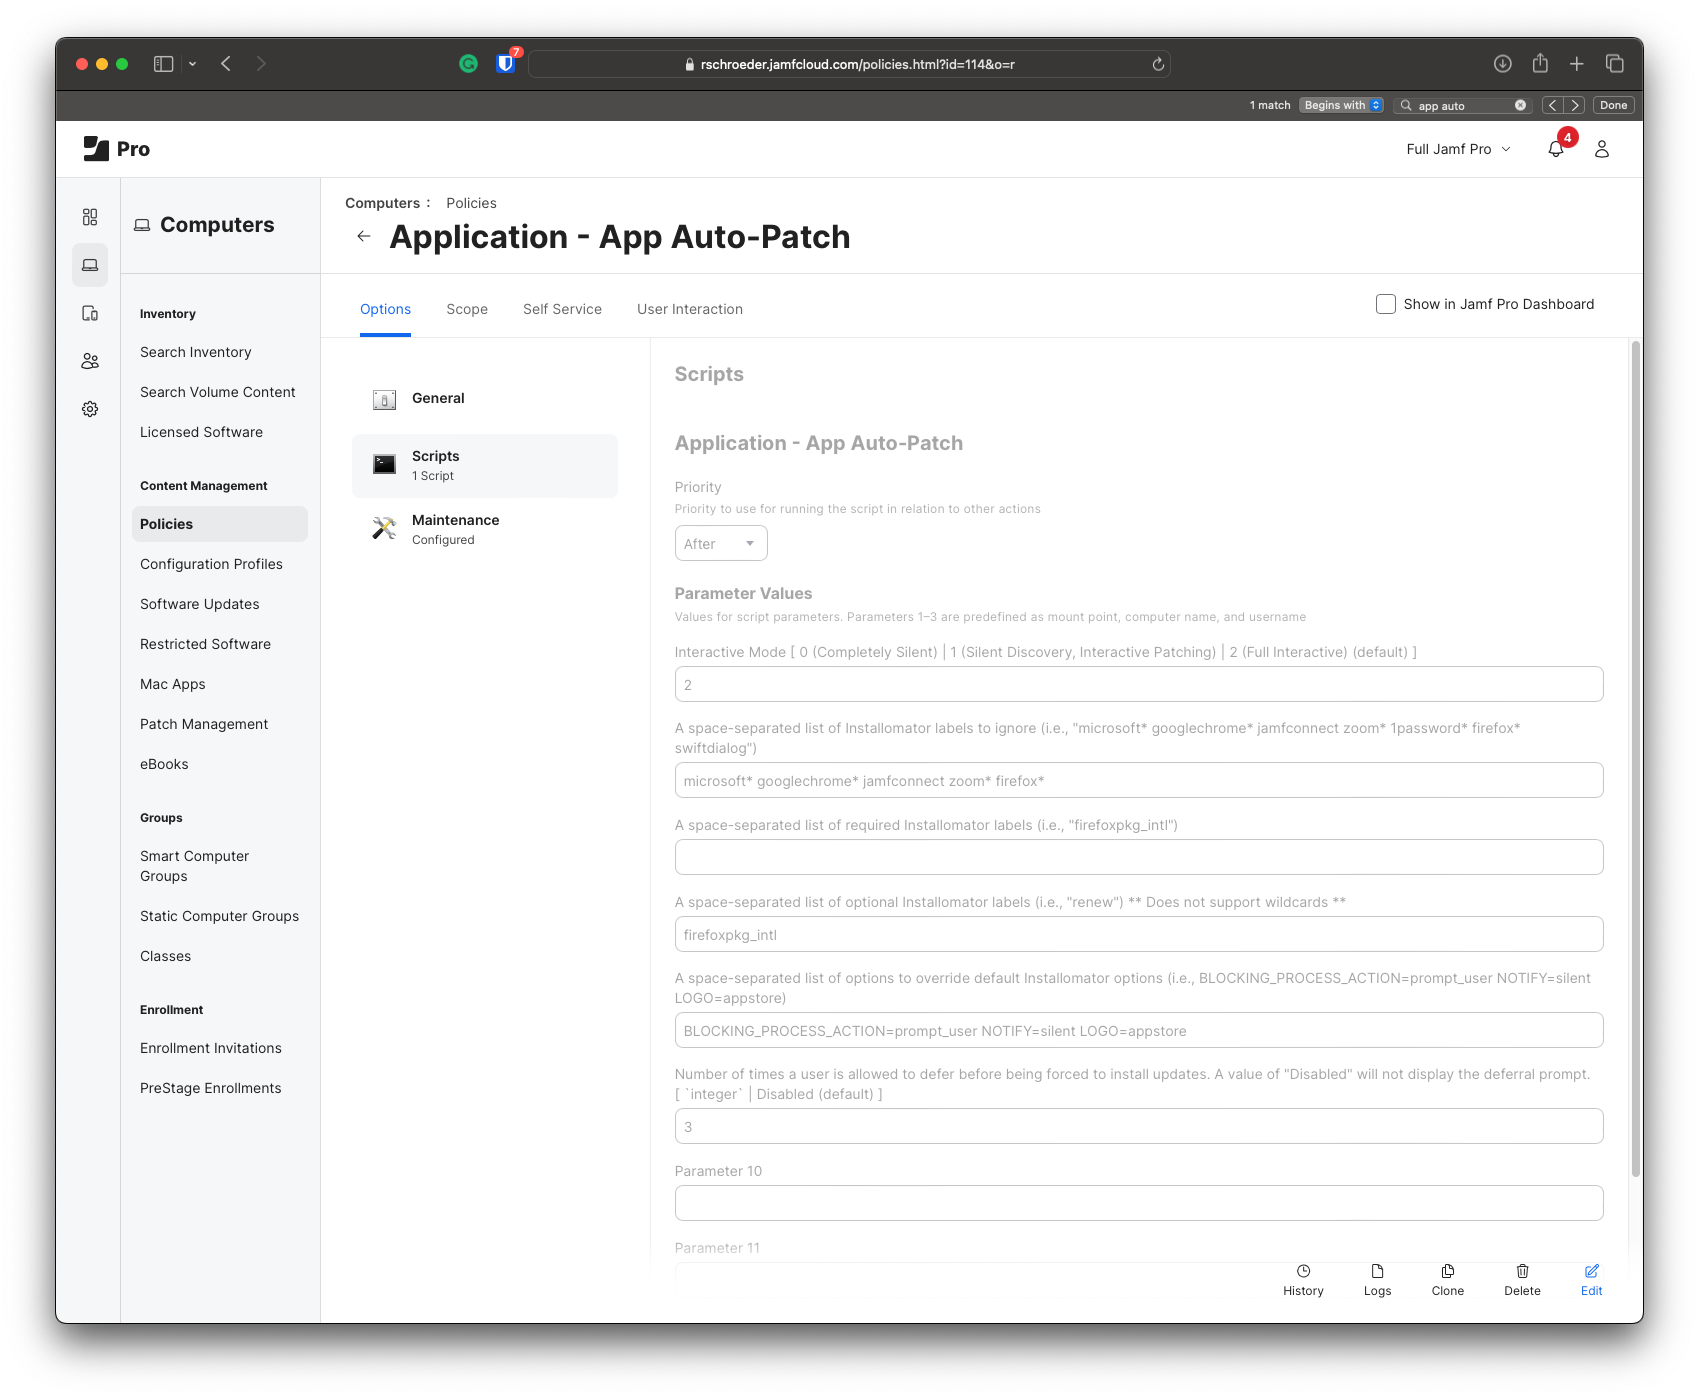 7
rschroeder.jamfcloud.com/policies.html?id=114&o=r
1 match
Begins with
app auto
Done
Pro
Full Jamf Pro
4
Computers
Inventory
Search Inventory
Search Volume Content
Licensed Software
Content Management
Policies
Configuration Profiles
Software Updates
Restricted Software
Mac Apps
Patch Management
eBooks
Groups
Smart Computer
Groups
Static Computer Groups
Classes
Enrollment
Enrollment Invitations
PreStage Enrollments
Computers : Policies
Application - App Auto-Patch
Options
Scope
Self Service
User Interaction
Show in Jamf Pro Dashboard
General
Scripts
1 Script
Maintenance
Configured
Scripts
Application - App Auto-Patch
Priority
Priority to use for running the script in relation to other actions
After
Parameter Values
Values for script parameters. Parameters 1–3 are predefined as mount point, computer name, and username
Interactive Mode [ 0 (Completely Silent) | 1 (Silent Discovery, Interactive Patching) | 2 (Full Interactive) (default) ]
2
A space-separated list of Installomator labels to ignore (i.e., "microsoft* googlechrome* jamfconnect zoom* 1password* firefox*
swiftdialog")
microsoft* googlechrome* jamfconnect zoom* firefox*
A space-separated list of required Installomator labels (i.e., "firefoxpkg_intl")
A space-separated list of optional Installomator labels (i.e., "renew") ** Does not support wildcards **
firefoxpkg_intl
A space-separated list of options to override default Installomator options (i.e., BLOCKING_PROCESS_ACTION=prompt_user NOTIFY=silent
LOGO=appstore)
BLOCKING_PROCESS_ACTION=prompt_user NOTIFY=silent LOGO=appstore
Number of times a user is allowed to defer before being forced to install updates. A value of "Disabled" will not display the deferral prompt.
[ `integer` | Disabled (default) ]
3
Parameter 10
Parameter 11
History
Logs
Clone
Delete
Edit